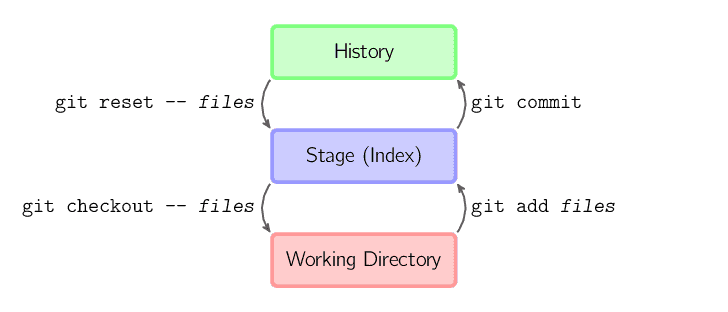 History
git reset -- files
git commit
Stage (Index)
git checkout -- files
git add files
Working Directory